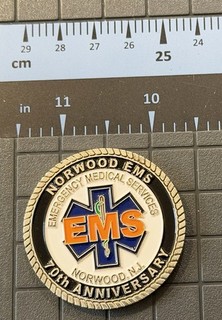 29 28 27 26 25 24
cm
in 11 10
NORWOOD EMS
EMERGENCY MEDICAL SERVICES
EMS
NORWOOD N.J.
70th ANNIVERSARY